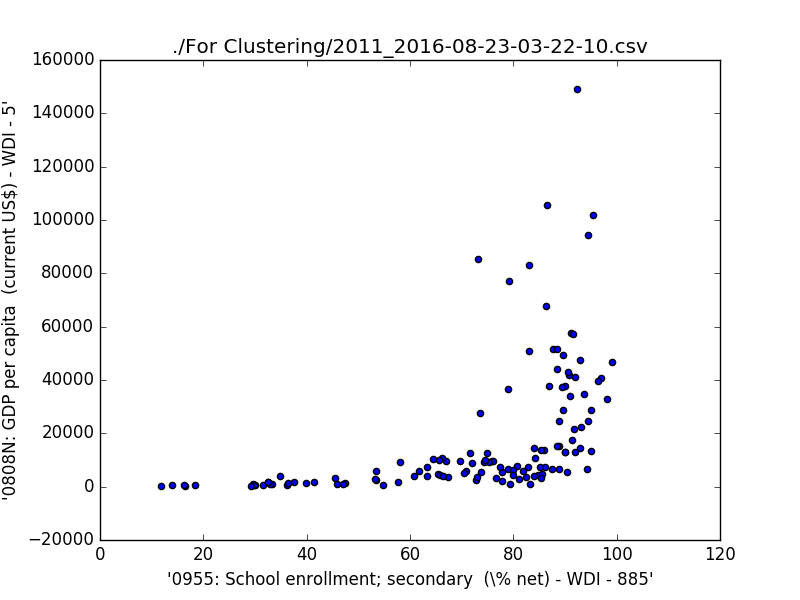 ./For Clustering/2011_2016-08-23-03-22-10.csv
160000
140000
120000
100000
80000
60000
40000
20000
0
−20000
'0808N: GDP per capita  (current US$) - WDI - 5'
0 20 40 60 80 100 120
'0955: School enrollment; secondary  (\% net) - WDI - 885'